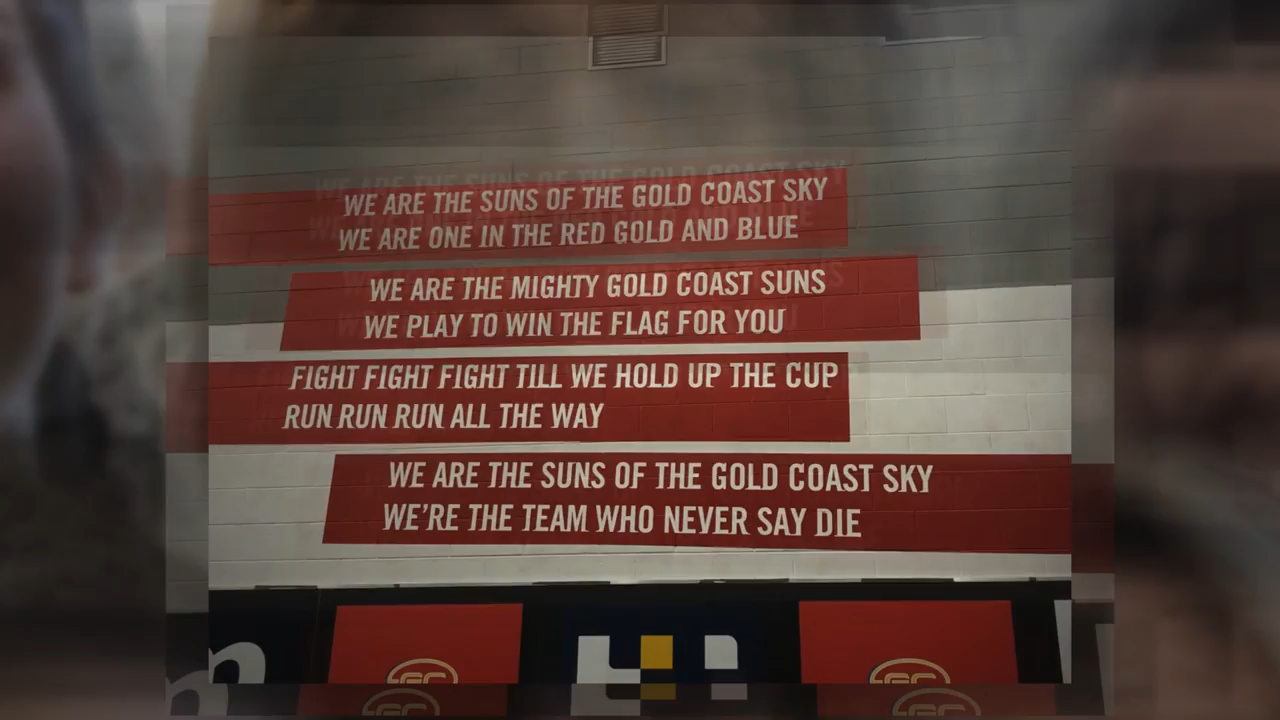 WE ARE THE SUNS OF THE GOLD COAST SKY
WE ARE ONE IN THE RED GOLD AND BLUE
WE ARE THE MIGHTY GOLD COAST SUNS
WE PLAY TO WIN THE FLAG FOR YOU
FIGHT FIGHT FIGHT TILL WE HOLD UP THE CUP
RUN RUN RUN ALL THE WAY
WE ARE THE SUNS OF THE GOLD COAST SKY
WE'RE THE TEAM WHO NEVER SAY DIE